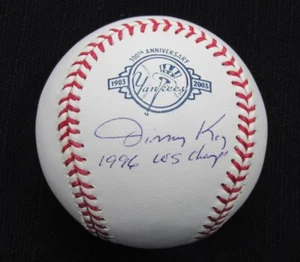 100TH ANNIVERSARY
1903 Yankees 2003
Jimmy Key
1996 WS Champs